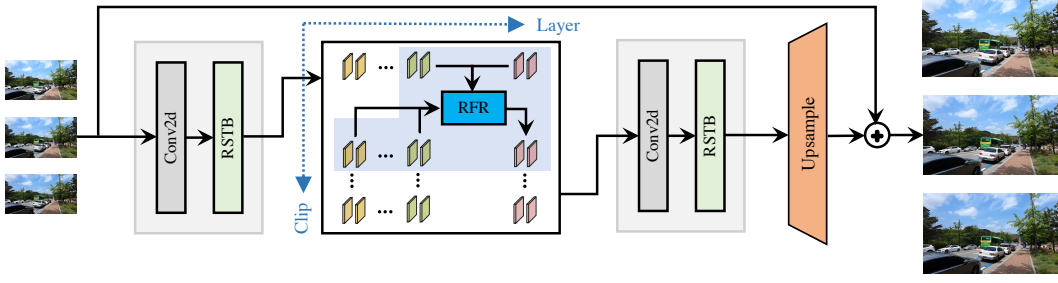 Layer
Conv2d
RSTB
Clip
...
RFR
...
...
Conv2d
RSTB
Upsample